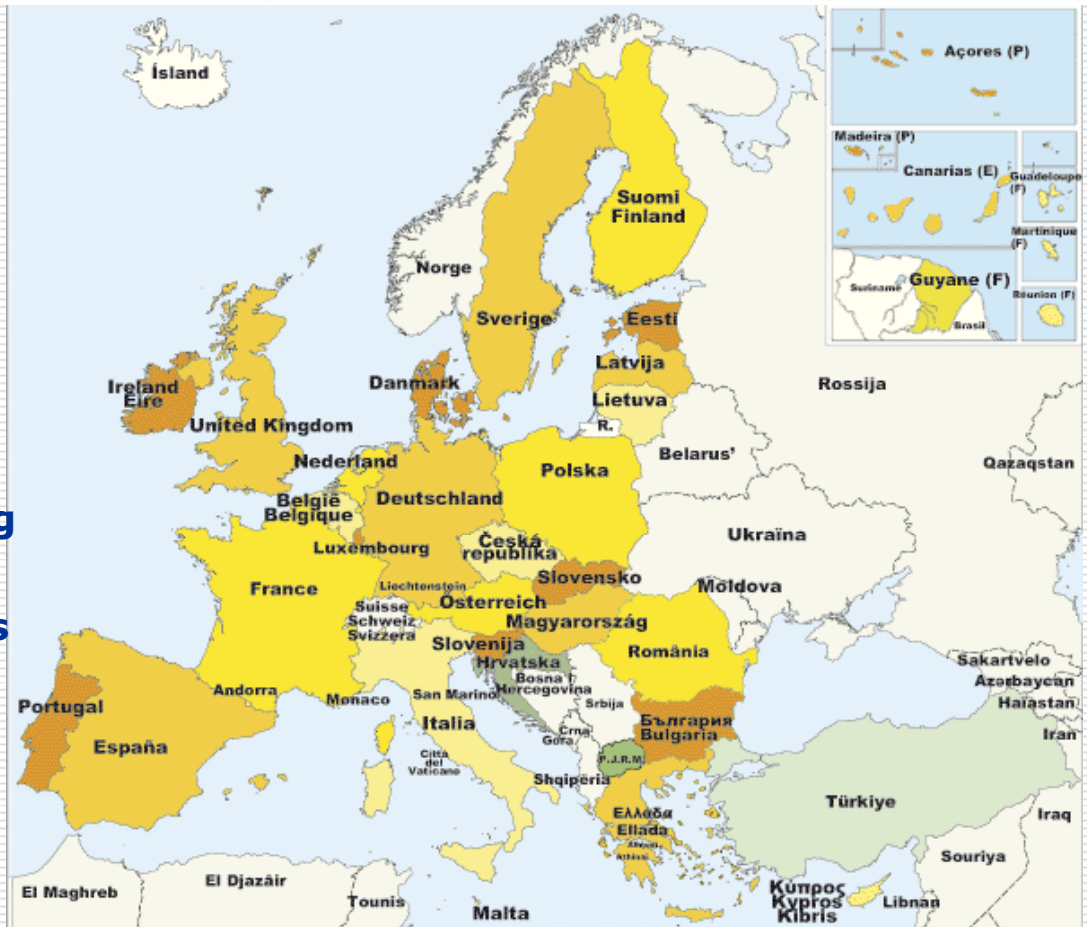 Ísland
Açores (P)
Madeira (P)
Canarias (E)
Guadeloupe
(F)
Martinique
(F)
Guyane (F)
Suriname
Brasil
Réunion (F)
Suomi
Finland
Norge
Sverige
Eesti
Latvija
Lietuva
R.
Rossija
Danmark
Ireland
Éire
United Kingdom
Nederland
Polska
Belarus'
Qazaqstan
België
Belgique
Deutschland
g
Luxembourg
Česká
republika
Ukraïna
Slovensko
France
Liechtenstein
Österreich
Moldova
Suisse
Schweiz
Svizzera
Magyarország
s
Slovenija
Hrvatska
România
Bosna i
Hercegovina
Srbija
Sakartvelo
Azərbaycan
Haïastan
Iran
Andorra
Monaco
San Marino
Portugal
España
Italia
Città
del
Vaticano
Crna
Gora
България
Bulgaria
P.J.R.M.
Shqipëria
Türkiye
Iraq
Ελλαδα
Ellada
Athinai
Souriya
El Maghreb
El Djazâir
Tounis
Malta
Κύπρος
Kypros
Kibris
Libnan